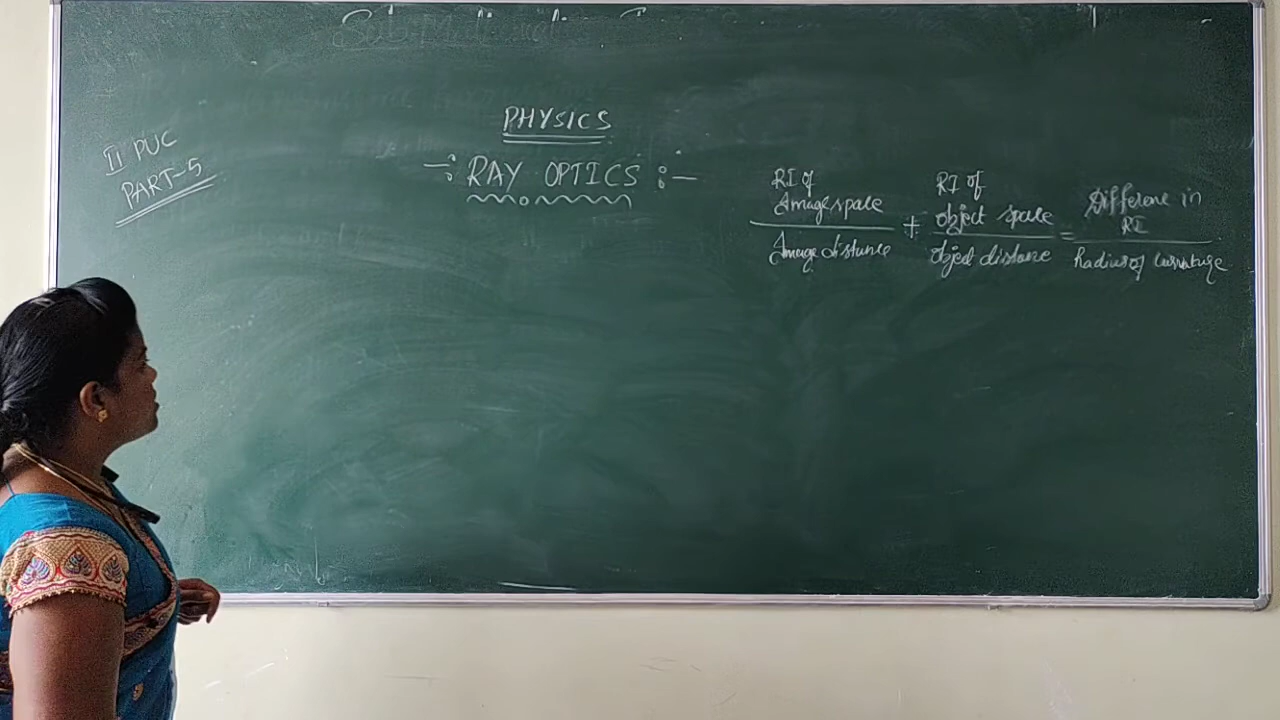 II PUC
PART-5
PHYSICS
-: RAY OPTICS :-
RI of
Image space
Image distance
+
RI of
object space
object distance
=
Difference in
RI
Radius of curvature